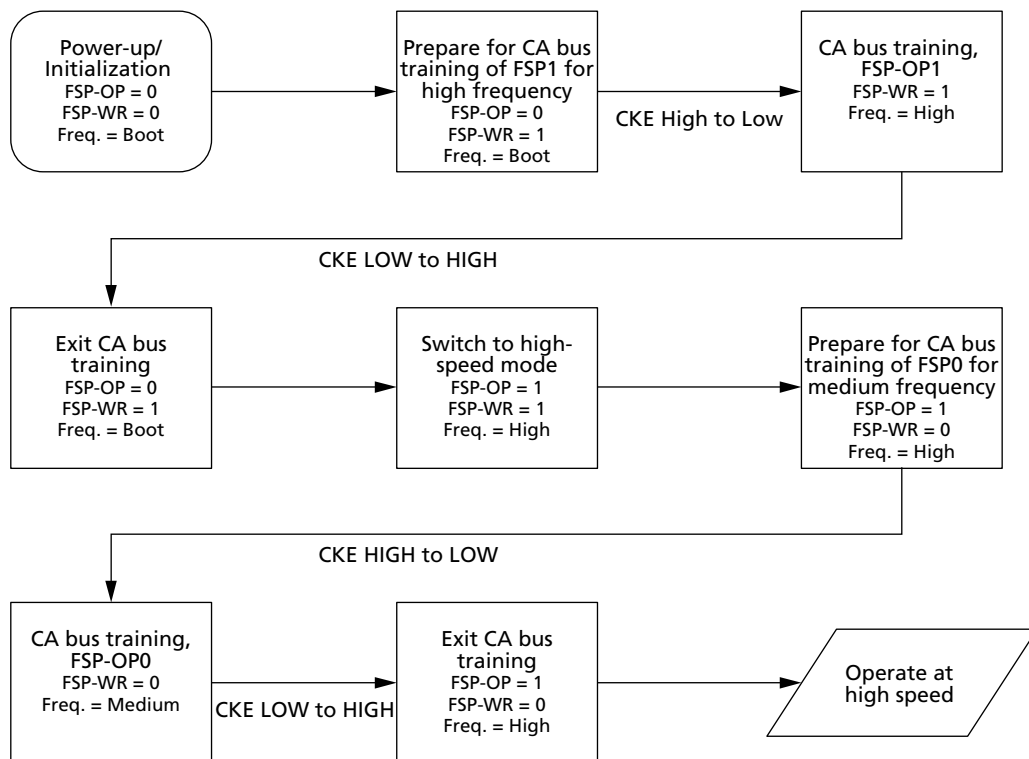 Power-up/
Initialization
FSP-OP = 0
FSP-WR = 0
Freq. = Boot
Prepare for CA bus
training of FSP1 for
high frequency
FSP-OP = 0
FSP-WR = 1
Freq. = Boot
CKE High to Low
CA bus training,
FSP-OP1
FSP-WR = 1
Freq. = High
CKE LOW to HIGH
Exit CA bus
training
FSP-OP = 0
FSP-WR = 1
Freq. = Boot
Switch to high-
speed mode
FSP-OP = 1
FSP-WR = 1
Freq. = High
Prepare for CA bus
training of FSP0 for
medium frequency
FSP-OP = 1
FSP-WR = 0
Freq. = High
CKE HIGH to LOW
CA bus training,
FSP-OP0
FSP-WR = 0
Freq. = Medium
CKE LOW to HIGH
Exit CA bus
training
FSP-OP = 1
FSP-WR = 0
Freq. = High
Operate at
high speed